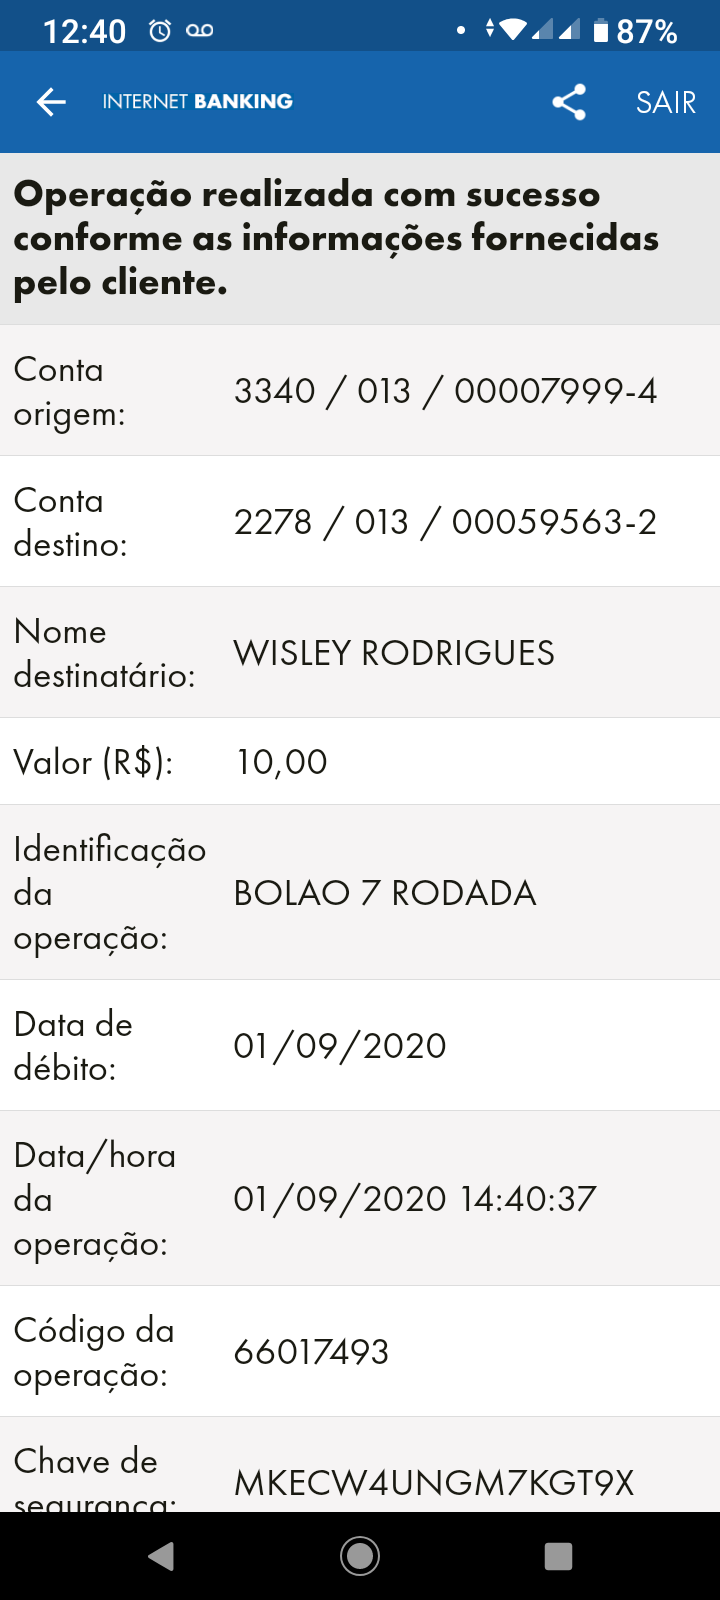 12:40 87%
INTERNET BANKING SAIR
Operação realizada com sucesso
conforme as informações fornecidas
pelo cliente.
Conta
origem: 3340 / 013 / 00007999-4
Conta
destino: 2278 / 013 / 00059563-2
Nome
destinatário: WISLEY RODRIGUES
Valor (R$): 10,00
Identificação
da
operação: BOLAO 7 RODADA
Data de
débito: 01/09/2020
Data/hora
da
operação: 01/09/2020 14:40:37
Código da
operação: 66017493
Chave de
segurança: MKECW4UNGM7KGT9X